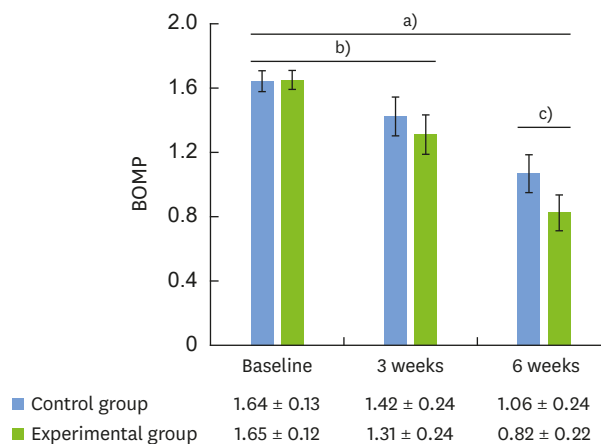 2.0
a)
b)
1.6
c)
1.2
BOMP
0.8
0.4
0
Baseline 3 weeks 6 weeks
Control group 1.64 ± 0.13 1.42 ± 0.24 1.06 ± 0.24
Experimental group 1.65 ± 0.12 1.31 ± 0.24 0.82 ± 0.22